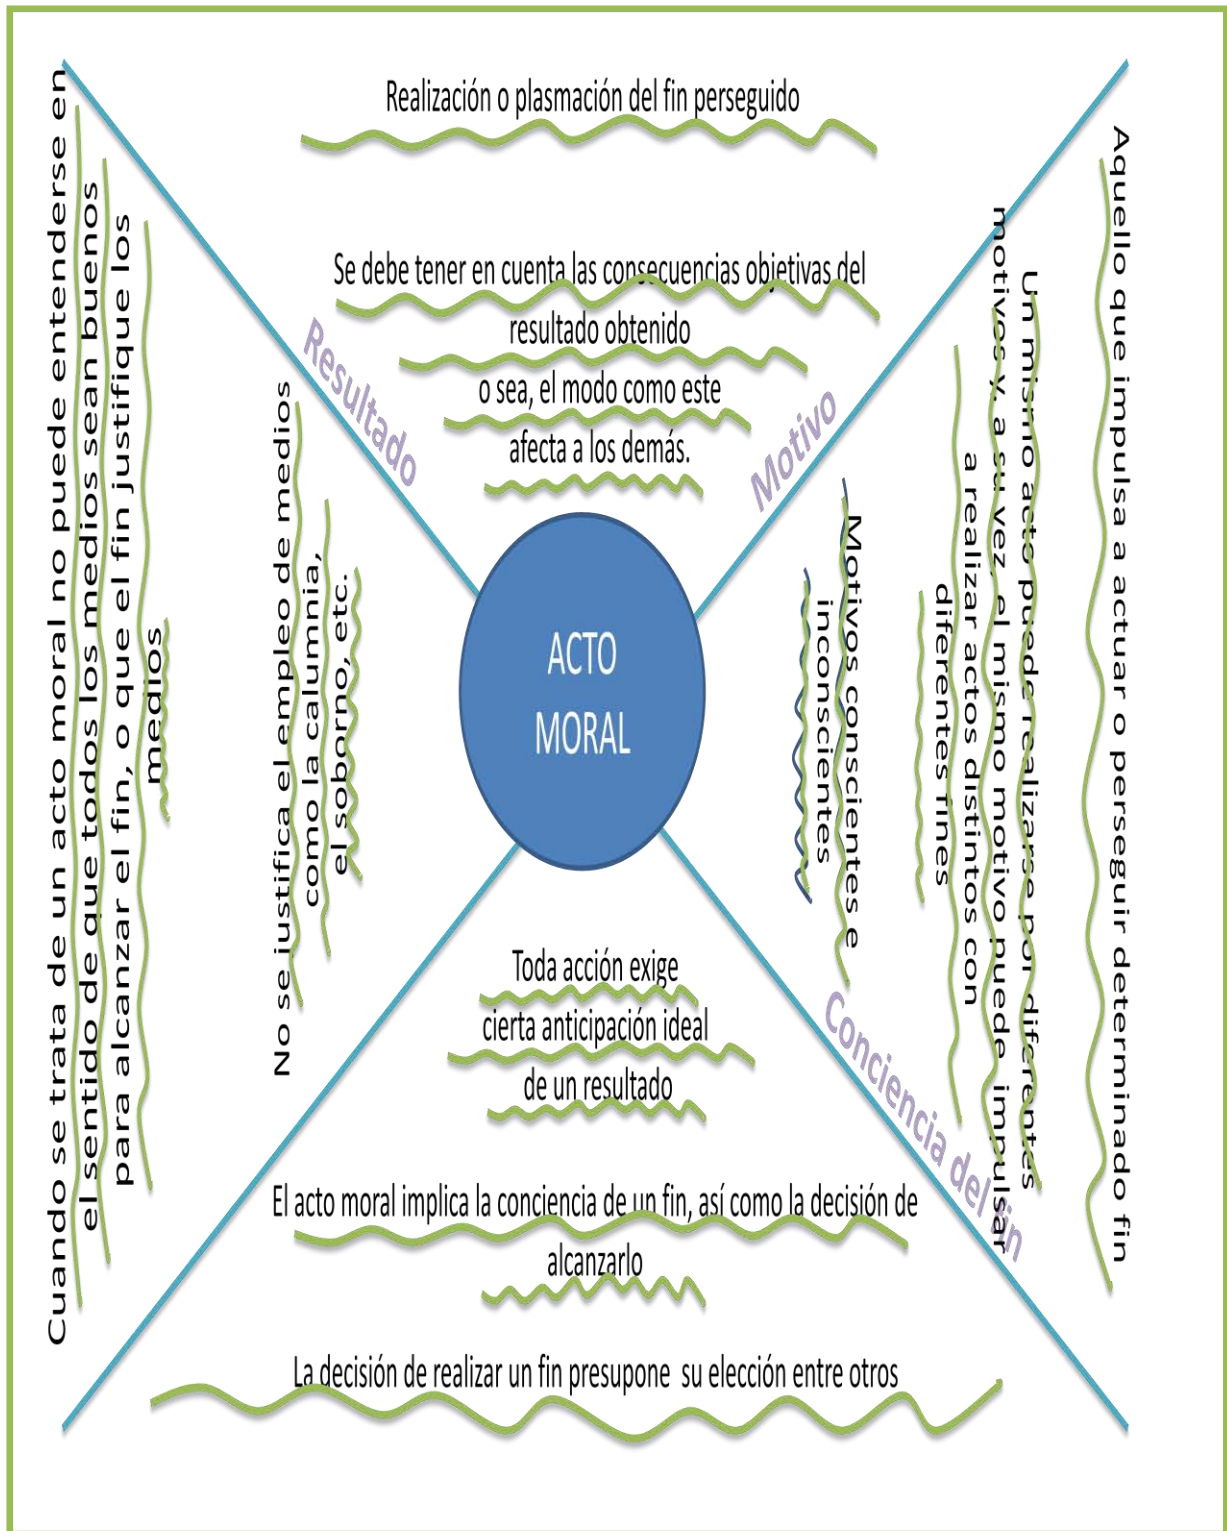 Realización o plasmación del fin perseguido
Se debe tener en cuenta las consecuencias objetivas del
resultado obtenido
o sea, el modo como este
afecta a los demás.
Resultado
Motivo
Cuando se trata de un acto moral no puede entenderse en
el sentido de que todos los medios sean buenos
para alcanzar el fin, o que el fin justifique los
medios
No se justifica el empleo de medios
como la calumnia,
el soborno, etc.
ACTO
MORAL
Aquello que impulsa a actuar o perseguir determinado fin
Un mismo acto puede realizarse por diferentes
motivos y, a su vez, el mismo motivo puede impulsar
a realizar actos distintos con
diferentes fines
Motivos conscientes e
inconscientes
Conciencia del fin
Toda acción exige
cierta anticipación ideal
de un resultado
El acto moral implica la conciencia de un fin, así como la decisión de
alcanzarlo
La decisión de realizar un fin presupone su elección entre otros